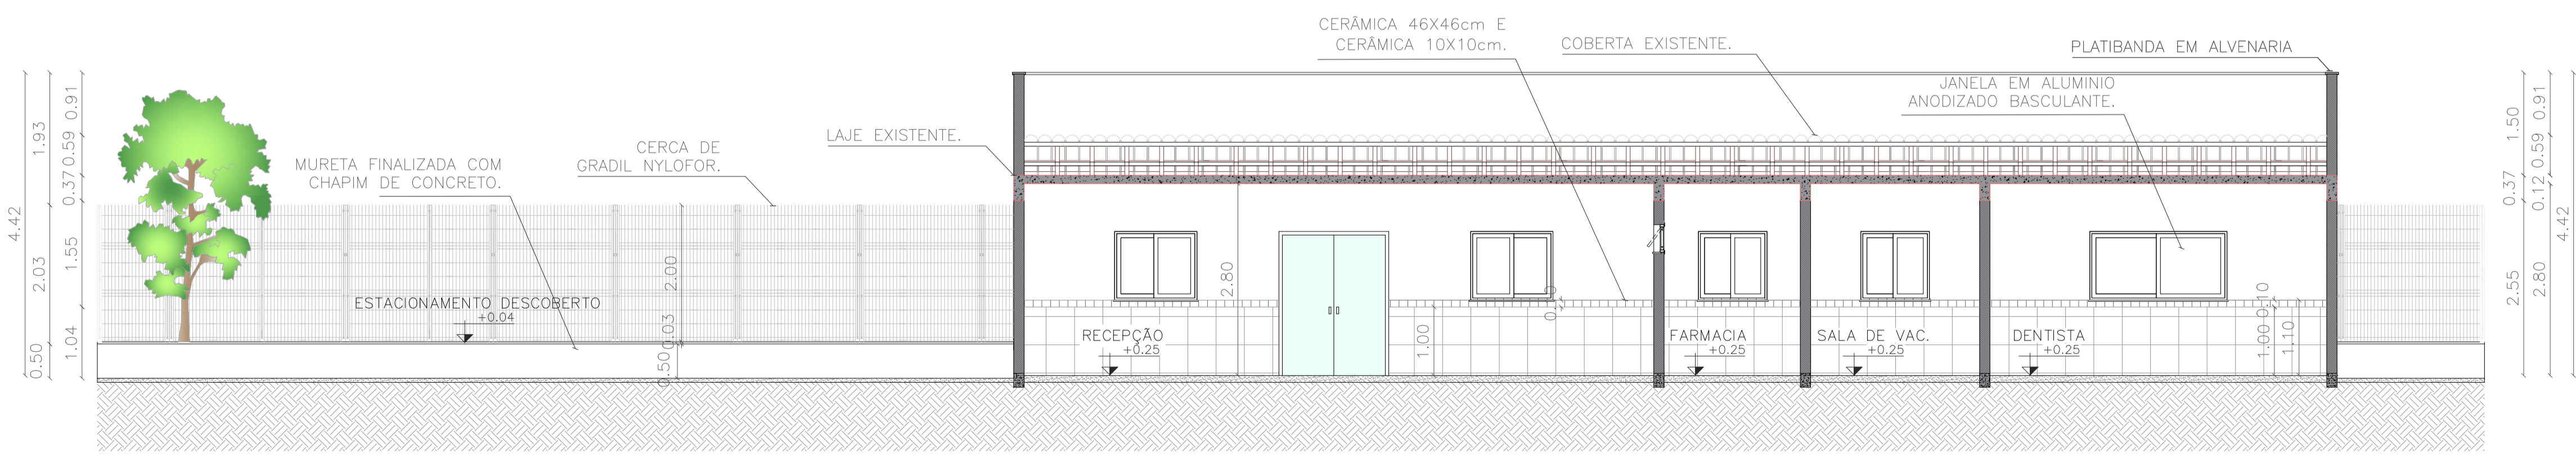 CERÂMICA 46X46cm E
CERÂMICA 10X10cm.
COBERTA EXISTENTE.
PLATIBANDA EM ALVENARIA
JANELA EM ALUMINIO
ANODIZADO BASCULANTE.
LAJE EXISTENTE.
CERCA DE
GRADIL NYLOFOR.
MURETA FINALIZADA COM
CHAPIM DE CONCRETO.
4.42
1.93
2.03
0.50
0.91
0.59
0.37
1.55
1.04
ESTACIONAMENTO DESCOBERTO
+0.04
2.00
0.03
0.50
2.80
RECEPÇÃO
+0.25
1.00
0.10
FARMACIA
+0.25
SALA DE VAC.
+0.25
DENTISTA
+0.25
1.00
0.10
1.10
1.50
0.37
2.55
0.91
0.59
0.12
2.80
4.42